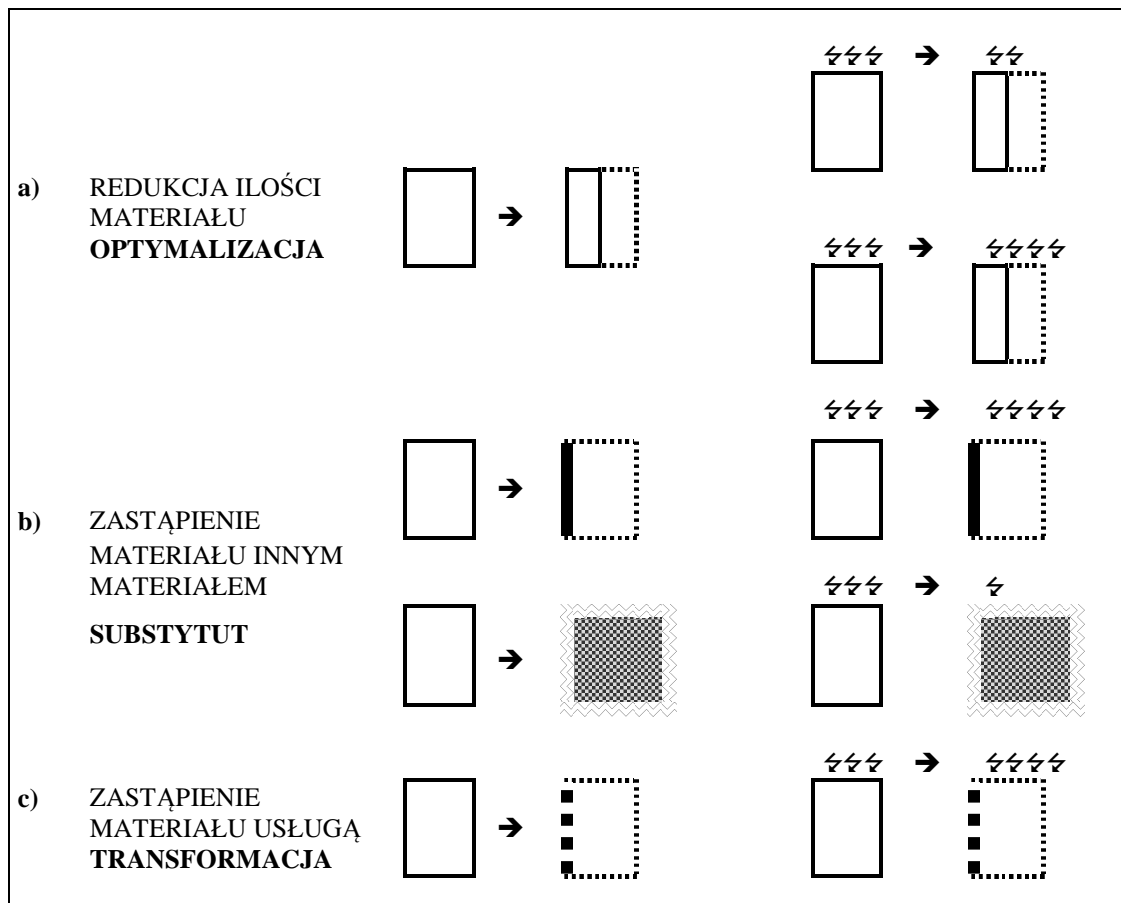 a) REDUKCJA ILOŚCI
MATERIAŁU
OPTYMALIZACJA
b) ZASTĄPIENIE
MATERIAŁU INNYM
MATERIAŁEM
SUBSTYTUT
c) ZASTĄPIENIE
MATERIAŁU USŁUGĄ
TRANSFORMACJA